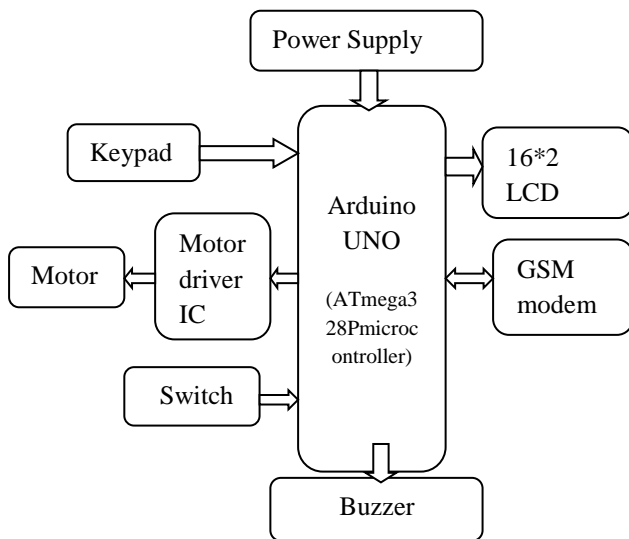 Power Supply
Keypad
16*2
LCD
Arduino
UNO
(ATmega3
28Pmicroc
ontroller)
Motor
Motor
driver
IC
GSM
modem
Switch
Buzzer